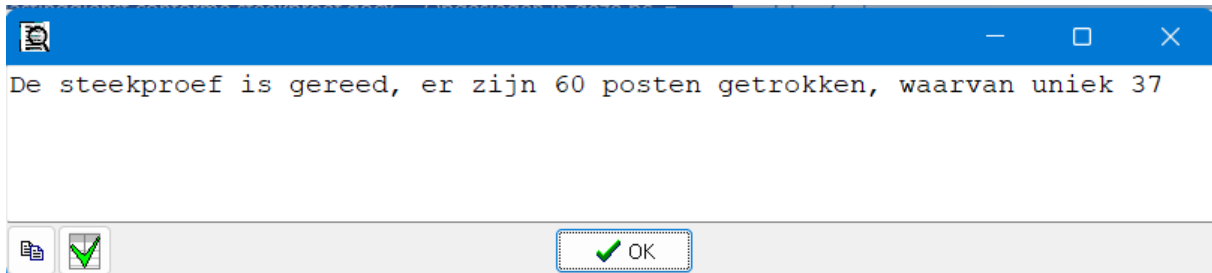 De steekproef is gereed, er zijn 60 posten getrokken, waarvan uniek 37
OK